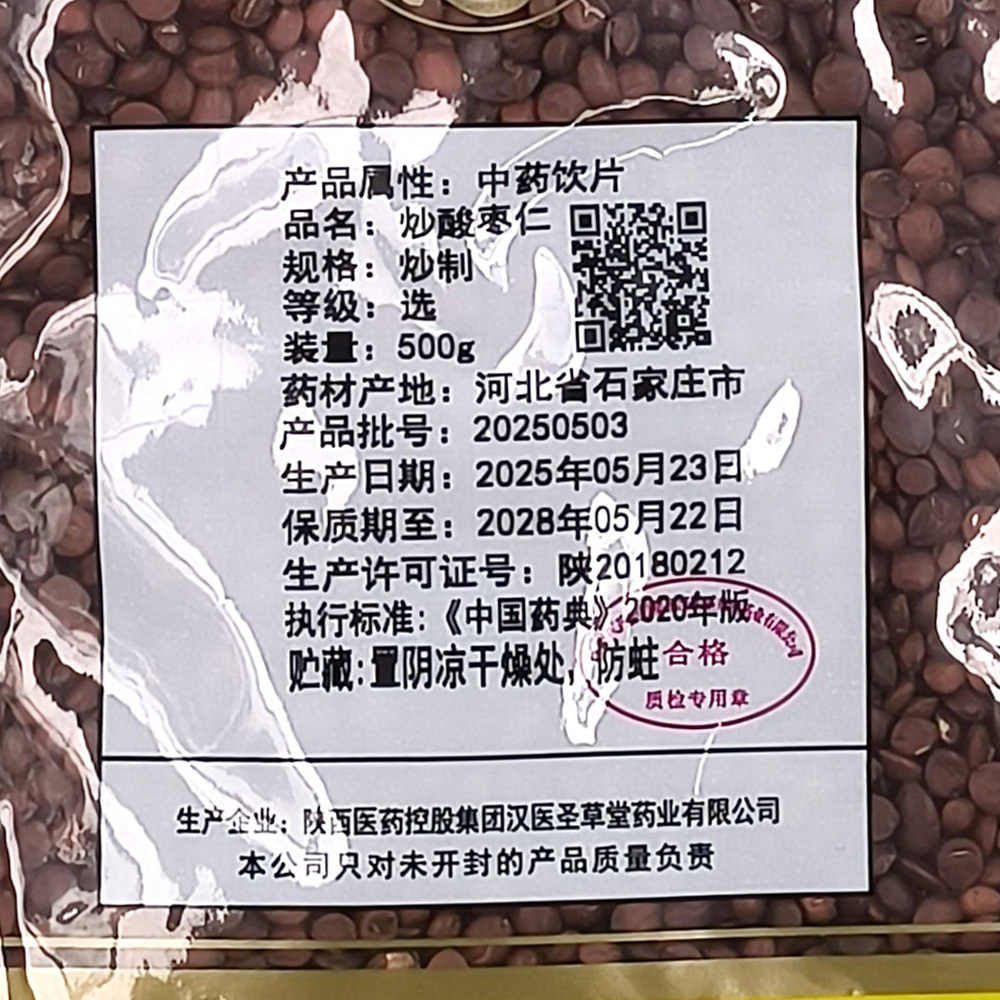 产品属性：中药饮片
品名：炒酸枣仁
规格：炒制
等级：选
装量：500g
药材产地：河北省石家庄市
产品批号：20250503
生产日期：2025年05月23日
保质期至：2028年05月22日
生产许可证号：陕20180212
执行标准：《中国药典》2020年版
贮藏：置阴凉干燥处，防蛀
合格
质检专用章
生产企业：陕西医药控股集团汉医圣草堂药业有限公司
本公司只对未开封的产品质量负责